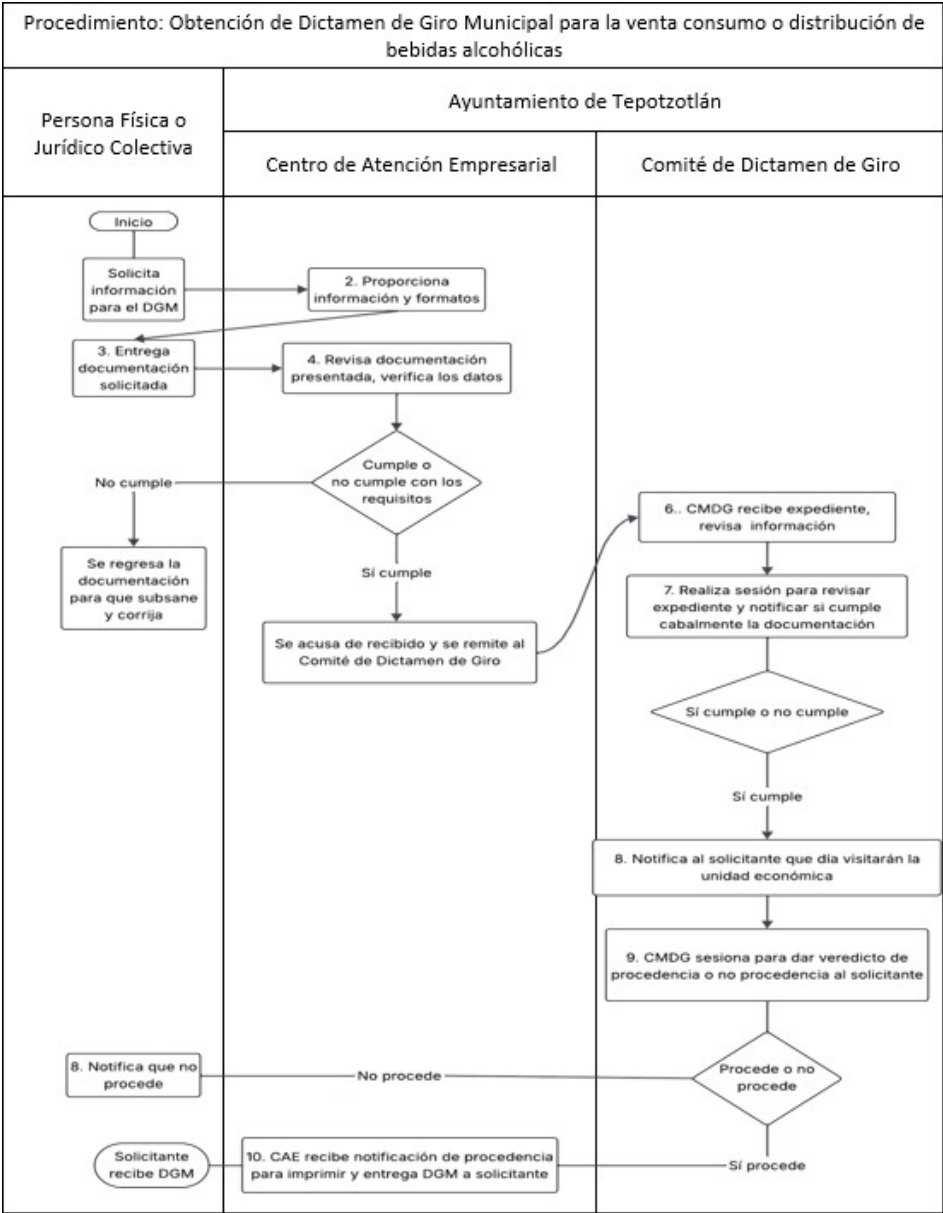 Procedimiento: Obtención de Dictamen de Giro Municipal para la venta consumo o distribución de
bebidas alcohólicas
Persona Física o
Jurídico Colectiva
Ayuntamiento de Tepotzotlán
Centro de Atención Empresarial
Comité de Dictamen de Giro
Inicio
Solicita
información
para el DGM
2. Proporciona
información y formatos
3. Entrega
documentación
solicitada
4. Revisa documentación
presentada, verifica los datos
Cumple o
no cumple con los
requisitos
No cumple
Se regresa la
documentación
para que subsane
y corrija
Sí cumple
Se acusa de recibido y se remite al
Comité de Dictamen de Giro
6.. CMDG recibe expediente,
revisa información
7. Realiza sesión para revisar
expediente y notificar si cumple
cabalmente la documentación
Sí cumple o no cumple
Sí cumple
8. Notifica al solicitante que día visitarán la
unidad económica
9. CMDG sesiona para dar veredicto de
procedencia o no procedencia al solicitante
Procede o no
procede
No procede
8. Notifica que no
procede
Sí procede
10. CAE recibe notificación de procedencia
para imprimir y entrega DGM a solicitante
Solicitante
recibe DGM